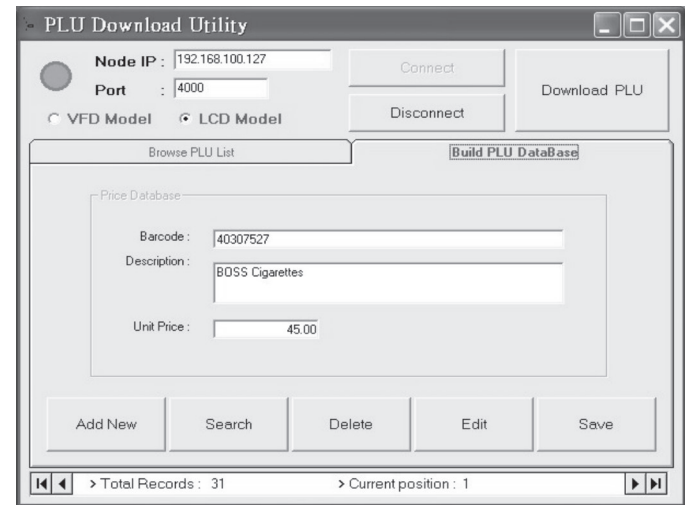 PLU Download Utility
Node IP : 192.168.100.127
Connect
Download PLU
Port : 4000
Disconnect
VFD Model LCD Model
Browse PLU List
Build PLU DataBase
Price Database
Barcode : 40307527
Description : BOSS Cigarettes
Unit Price : 45.00
Add New
Search
Delete
Edit
Save
> Total Records : 31 > Current position : 1